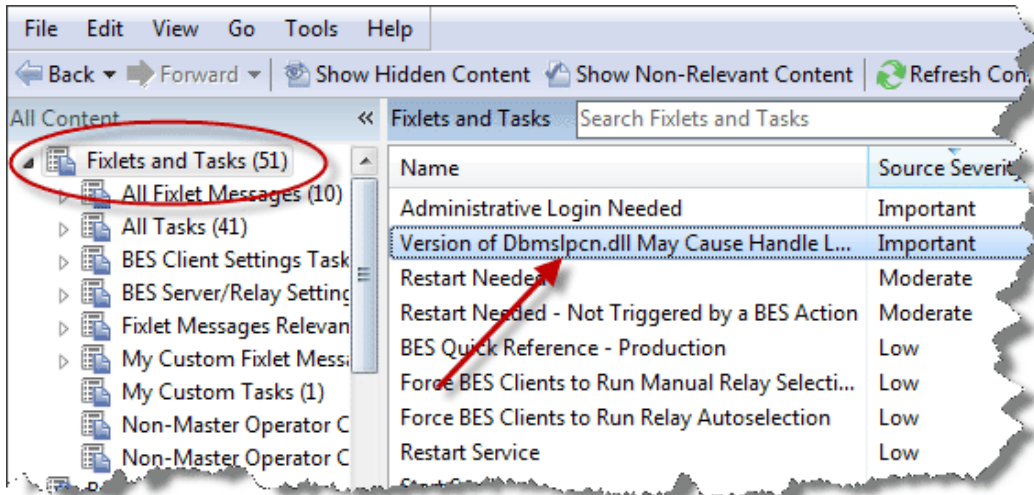 File Edit View Go Tools Help
Back Forward Show Hidden Content Show Non-Relevant Content Refresh
All Content
Fixlets and Tasks (51)
All Fixlet Messages (10)
All Tasks (41)
BES Client Settings Task
BES Server/Relay Setting
Fixlet Messages Relevan
My Custom Fixlet Messa
My Custom Tasks (1)
Non-Master Operator C
Non-Master Operator C
Fixlets and Tasks Search Fixlets and Tasks
Name Source Severity
Administrative Login Needed Important
Version of Dbmslpcn.dll May Cause Handle L... Important
Restart Needed Moderate
Restart Needed - Not Triggered by a BES Action Moderate
BES Quick Reference - Production Low
Force BES Clients to Run Manual Relay Selecti... Low
Force BES Clients to Run Relay Autoselection Low
Restart Service Low